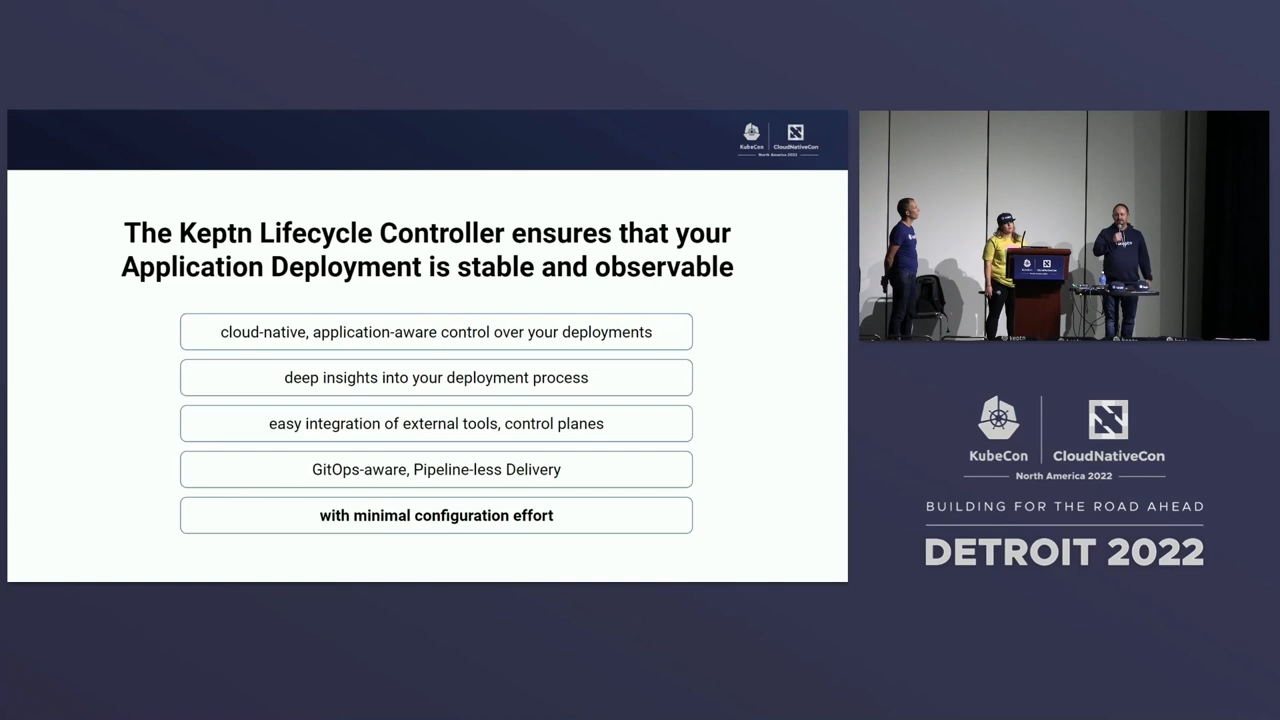 KubeCon
CloudNativeCon
North America 2022
The Keptn Lifecycle Controller ensures that your
Application Deployment is stable and observable
cloud-native, application-aware control over your deployments
deep insights into your deployment process
easy integration of external tools, control planes
GitOps-aware, Pipeline-less Delivery
with minimal configuration effort
keptn
KubeCon
CloudNativeCon
North America 2022
BUILDING FOR THE ROAD AHEAD
DETROIT 2022